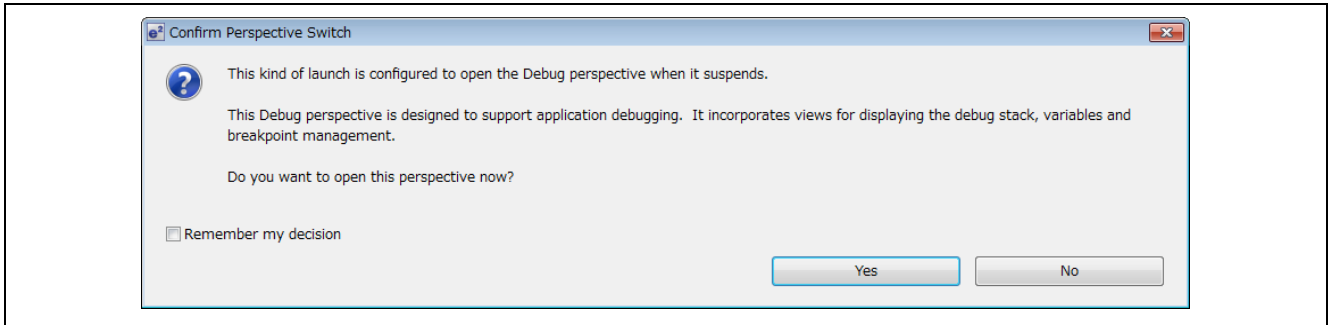 e² Confirm Perspective Switch
This kind of launch is configured to open the Debug perspective when it suspends.
This Debug perspective is designed to support application debugging. It incorporates views for displaying the debug stack, variables and
breakpoint management.
Do you want to open this perspective now?
Remember my decision
Yes No